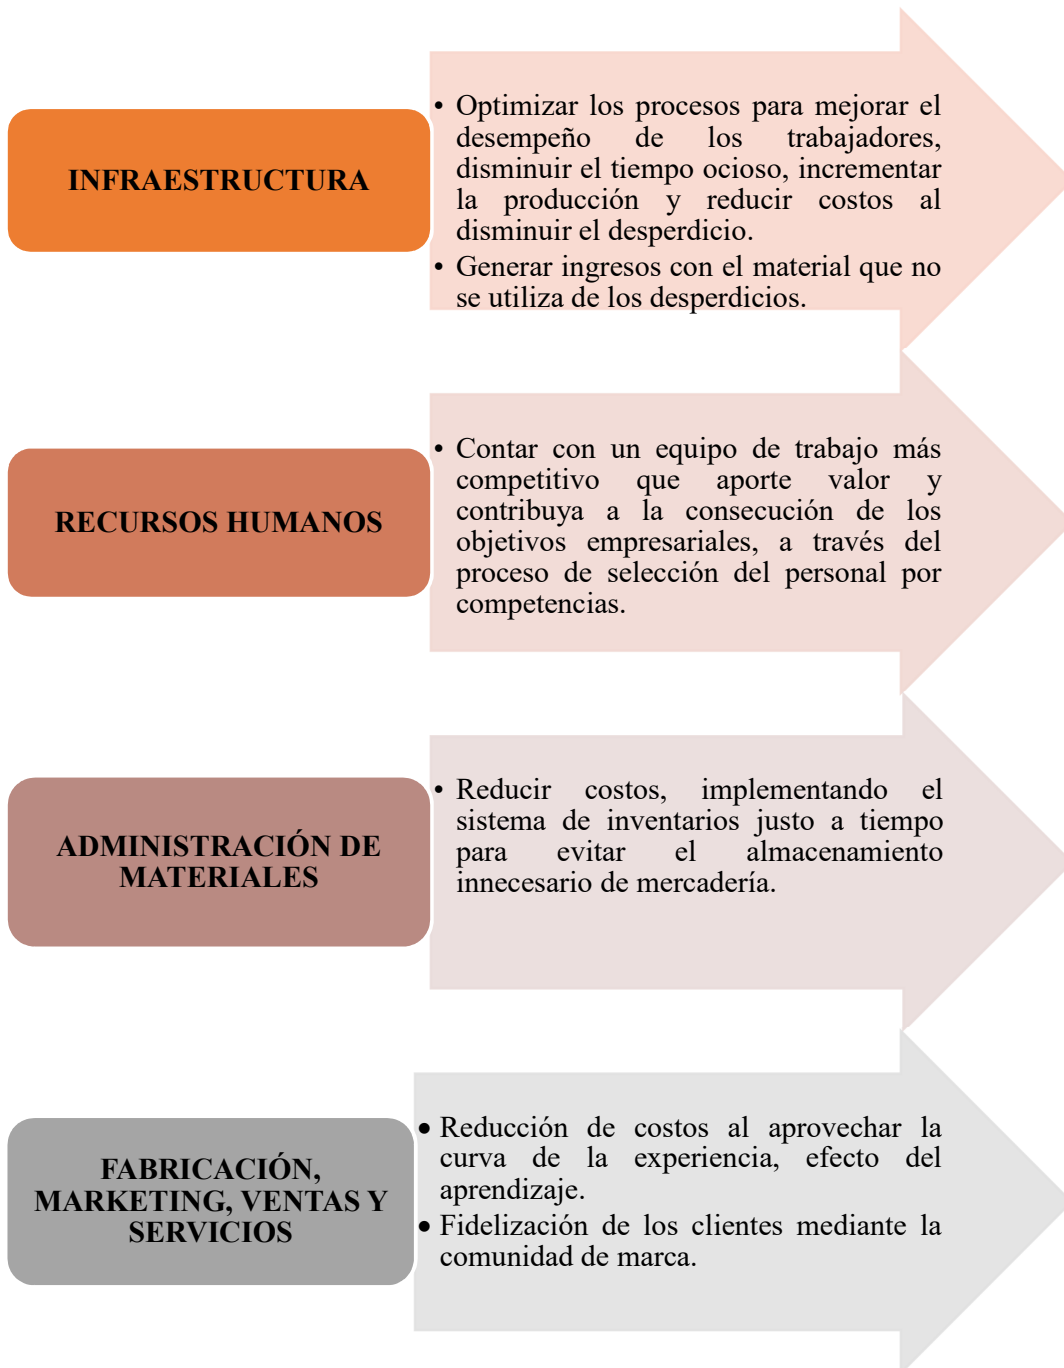 INFRAESTRUCTURA
• Optimizar los procesos para mejorar el
desempeño de los trabajadores,
disminuir el tiempo ocioso, incrementar
la producción y reducir costos al
disminuir el desperdicio.
• Generar ingresos con el material que no
se utiliza de los desperdicios.
RECURSOS HUMANOS
• Contar con un equipo de trabajo más
competitivo que aporte valor y
contribuya a la consecución de los
objetivos empresariales, a través del
proceso de selección del personal por
competencias.
ADMINISTRACIÓN DE
MATERIALES
• Reducir costos, implementando el
sistema de inventarios justo a tiempo
para evitar el almacenamiento
innecesario de mercadería.
FABRICACIÓN,
MARKETING, VENTAS Y
SERVICIOS
• Reducción de costos al aprovechar la
curva de la experiencia, efecto del
aprendizaje.
• Fidelización de los clientes mediante la
comunidad de marca.